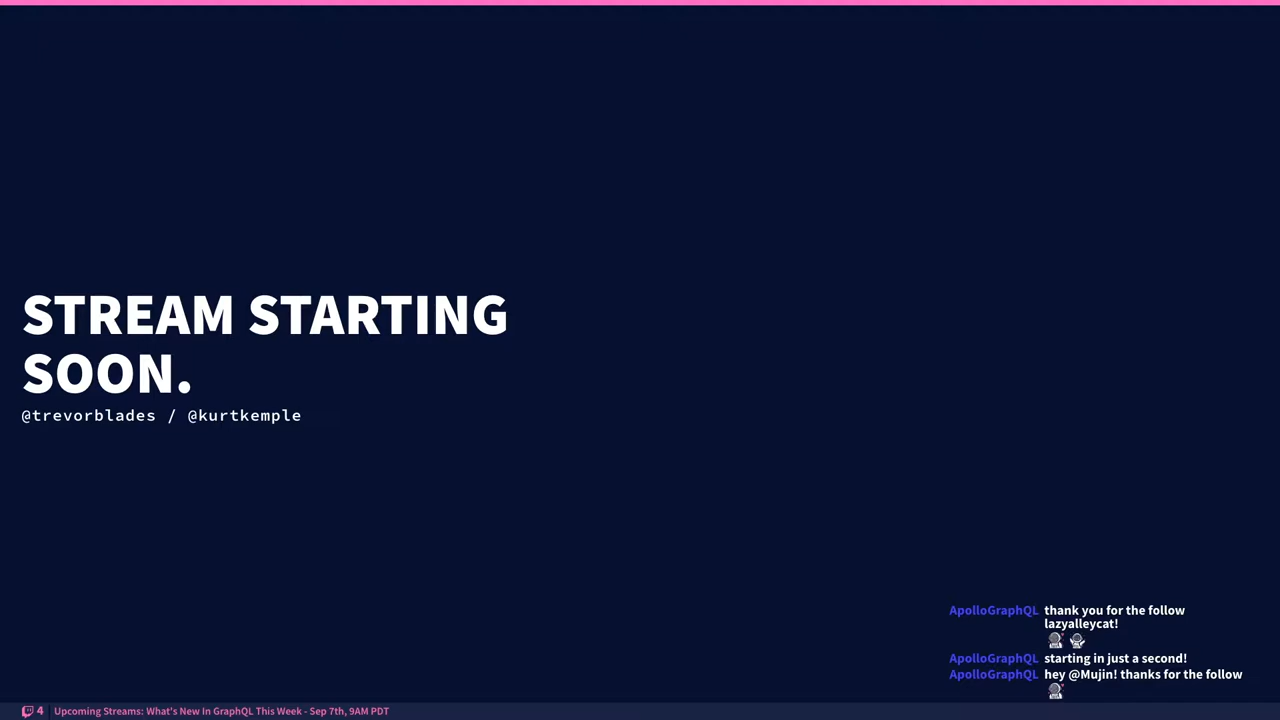 STREAM STARTING
SOON.
@trevorblades / @kurtkemple
ApolloGraphQL thank you for the follow
lazyalleycat!
ApolloGraphQL starting in just a second!
ApolloGraphQL hey @Mujin! thanks for the follow
4 Upcoming Streams: What's New In GraphQL This Week - Sep 7th, 9AM PDT